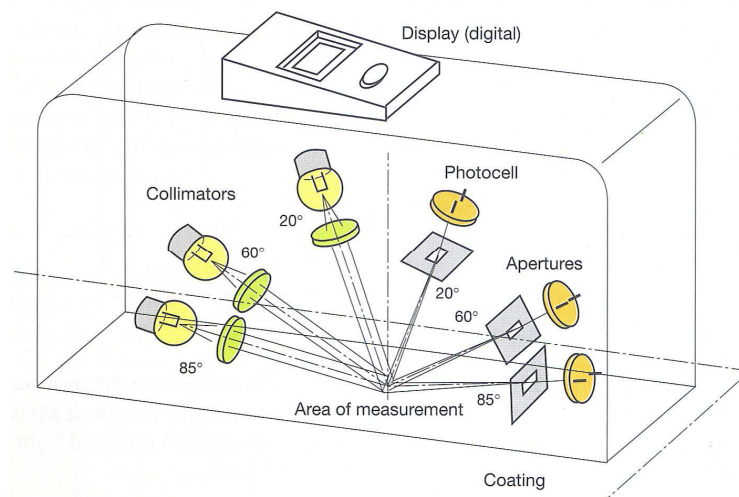 Display (digital)
Photocell
Collimators
20°
60°
Apertures
20°
60°
85°
Area of measurement
85°
Coating